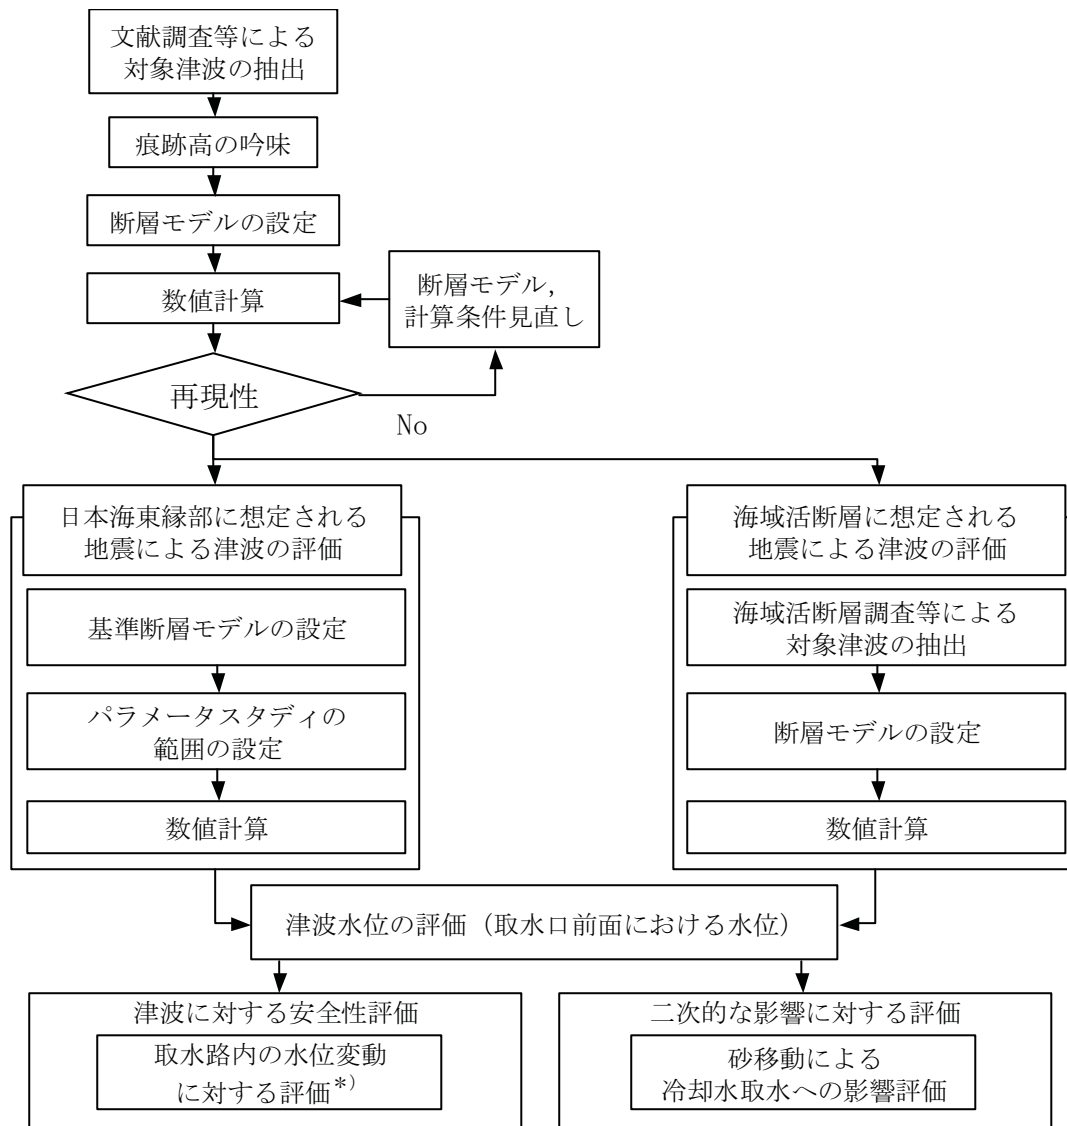 文献調査等による
対象津波の抽出
痕跡高の吟味
断層モデルの設定
数値計算
断層モデル,
計算条件見直し
再現性
No
日本海東縁部に想定される
地震による津波の評価
基準断層モデルの設定
パラメータスタディの
範囲の設定
数値計算
海域活断層に想定される
地震による津波の評価
海域活断層調査等による
対象津波の抽出
断層モデルの設定
数値計算
津波水位の評価（取水口前面における水位）
津波に対する安全性評価
取水路内の水位変動
に対する評価*)
二次的な影響に対する評価
砂移動による
冷却水取水への影響評価